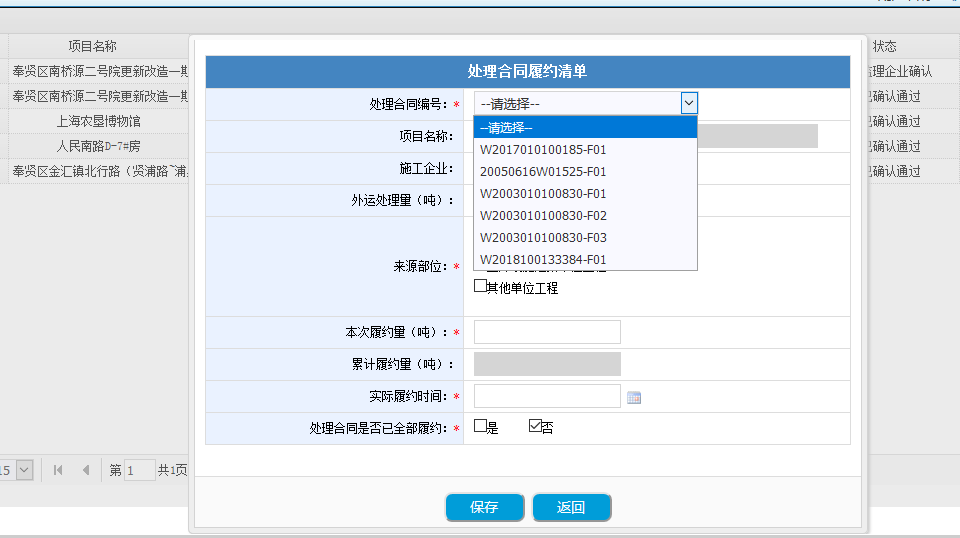 项目名称
状态
奉贤区南桥源二号院更新改造一期
监理企业确认
奉贤区南桥源二号院更新改造一期
已确认通过
上海农垦博物馆
已确认通过
人民南路D-7#房
已确认通过
奉贤区金汇镇北行路（贤浦路~浦
已确认通过
处理合同履约清单
处理合同编号：*
--请选择--
--请选择--
W2017010100185-F01
20050616W01525-F01
W2003010100830-F01
W2003010100830-F02
W2003010100830-F03
W2018100133384-F01
项目名称：
施工企业：
外运处理量（吨）：
来源部位：*
其他单位工程
本次履约量（吨）：*
累计履约量（吨）：
实际履约时间：*
处理合同是否已全部履约：*
是 否
15
第 1 共1页
保存 返回